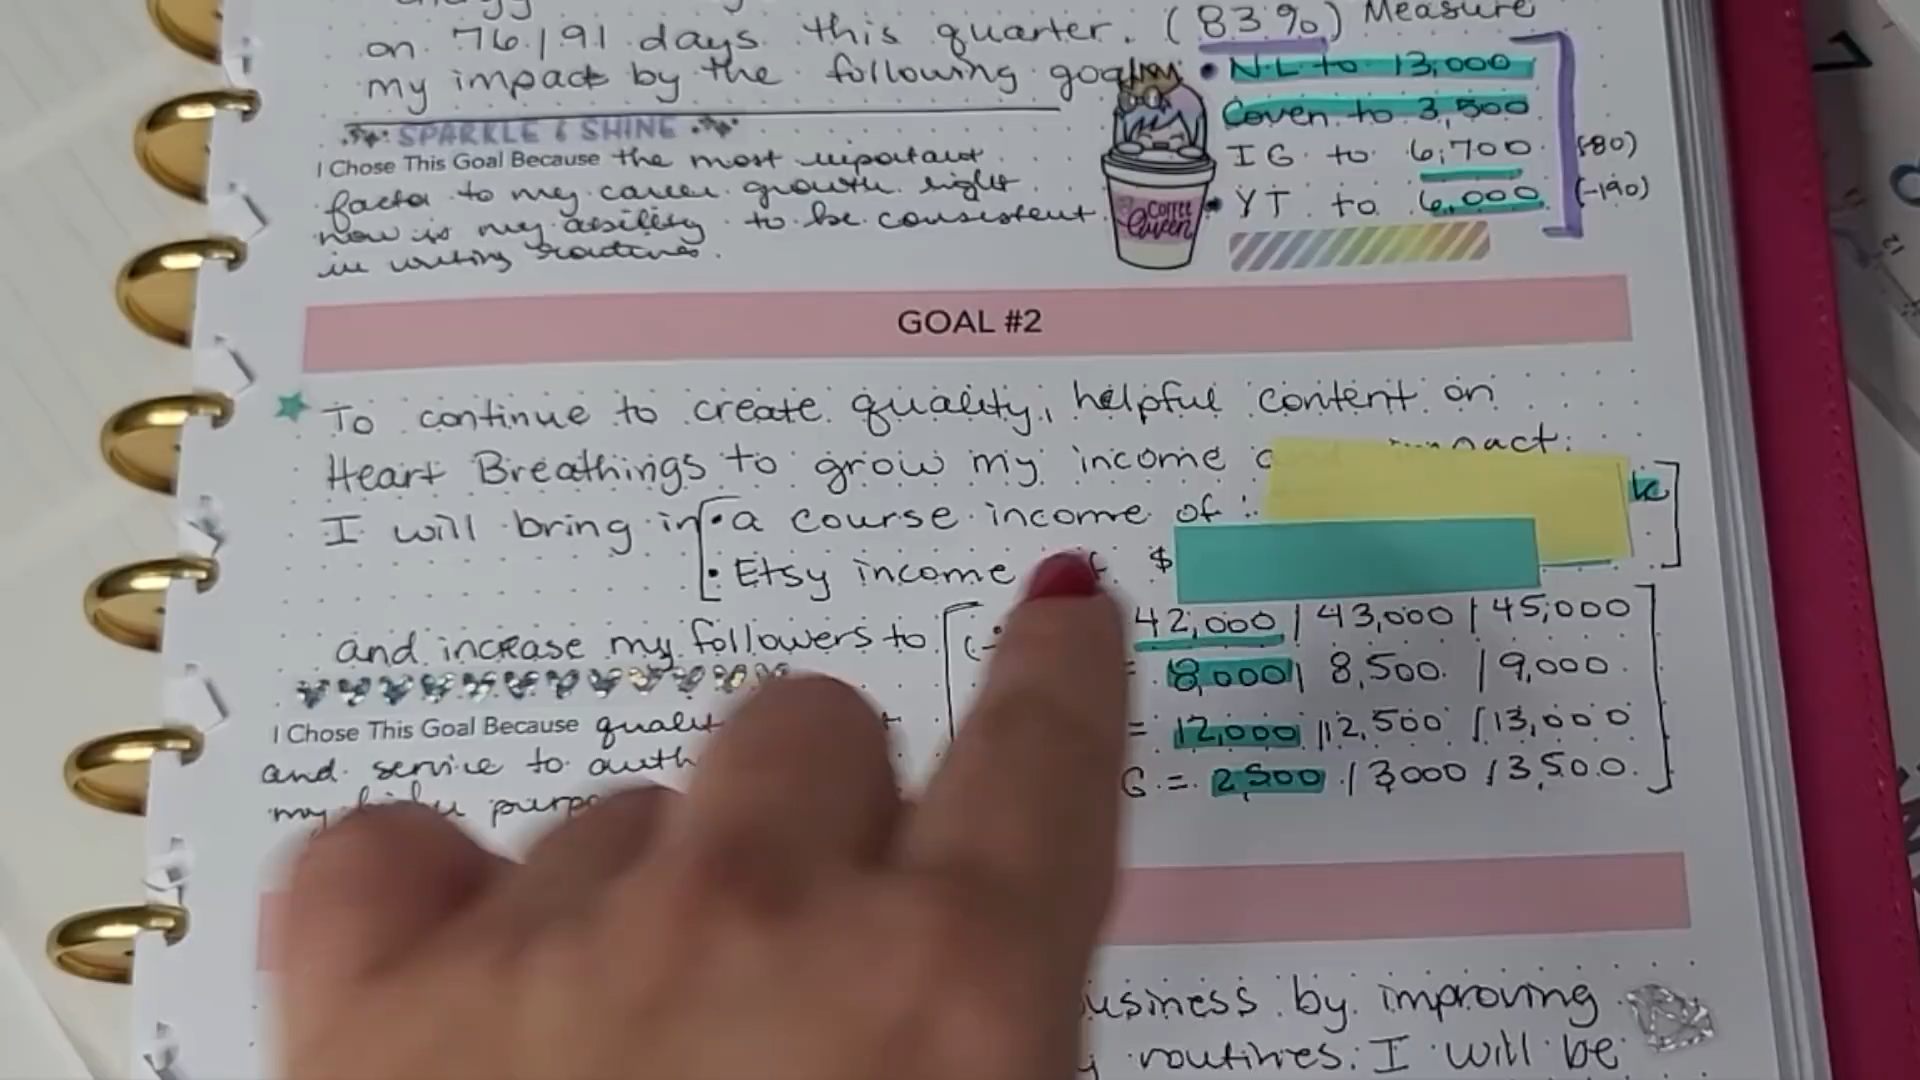 on 76/91 days this quarter. (83%) Measure
my impact by the following goals:
• NL to 13,000
Coven to 3,500
IG to 6,700 (-80)
• YT to 6,000 (-190)
SPARKLE & SHINE
I Chose This Goal Because the most important
factor to my career growth right
now is my ability to be consistent
in writing routines.
Coffee Coven
GOAL #2
To continue to create quality, helpful content on
Heart Breathings to grow my income
I will bring in • a course income of :
k
• Etsy income $
and increase my followers to
42,000 / 43,000 / 45,000
= 8,000 / 8,500 / 9,000
= 12,000 / 12,500 / 13,000
G = 2,500 / 3000 / 3,500
I Chose This Goal Because
and service to
my
business by improving
routines. I will be